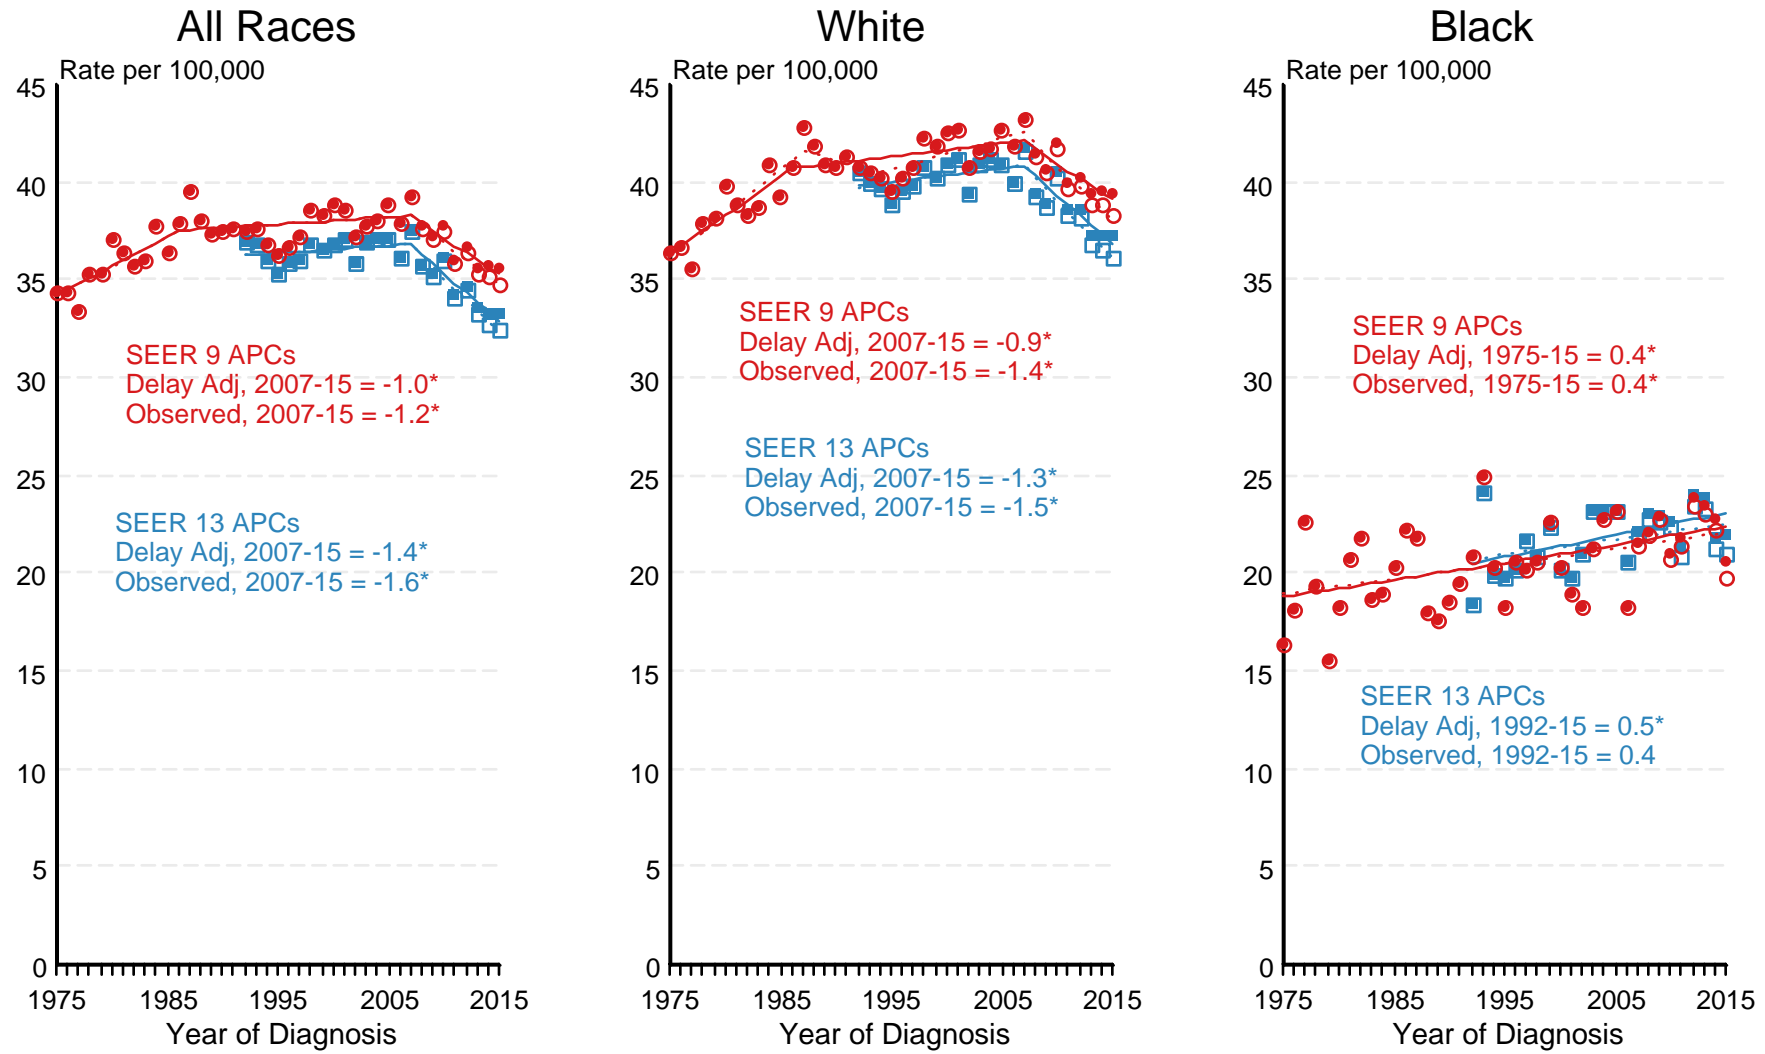 All Races
Rate per 100,000
45
40
35
30
25
20
15
10
5
0
SEER 9 APCs
Delay Adj, 2007-15 = -1.0*
Observed, 2007-15 = -1.2*
SEER 13 APCs
Delay Adj, 2007-15 = -1.4*
Observed, 2007-15 = -1.6*
1975 1985 1995 2005 2015
Year of Diagnosis
White
Rate per 100,000
45
40
35
30
25
20
15
10
5
0
SEER 9 APCs
Delay Adj, 2007-15 = -0.9*
Observed, 2007-15 = -1.4*
SEER 13 APCs
Delay Adj, 2007-15 = -1.3*
Observed, 2007-15 = -1.5*
1975 1985 1995 2005 2015
Year of Diagnosis
Black
Rate per 100,000
45
40
35
30
25
20
15
10
5
0
SEER 9 APCs
Delay Adj, 1975-15 = 0.4*
Observed, 1975-15 = 0.4*
SEER 13 APCs
Delay Adj, 1992-15 = 0.5*
Observed, 1992-15 = 0.4
1975 1985 1995 2005 2015
Year of Diagnosis